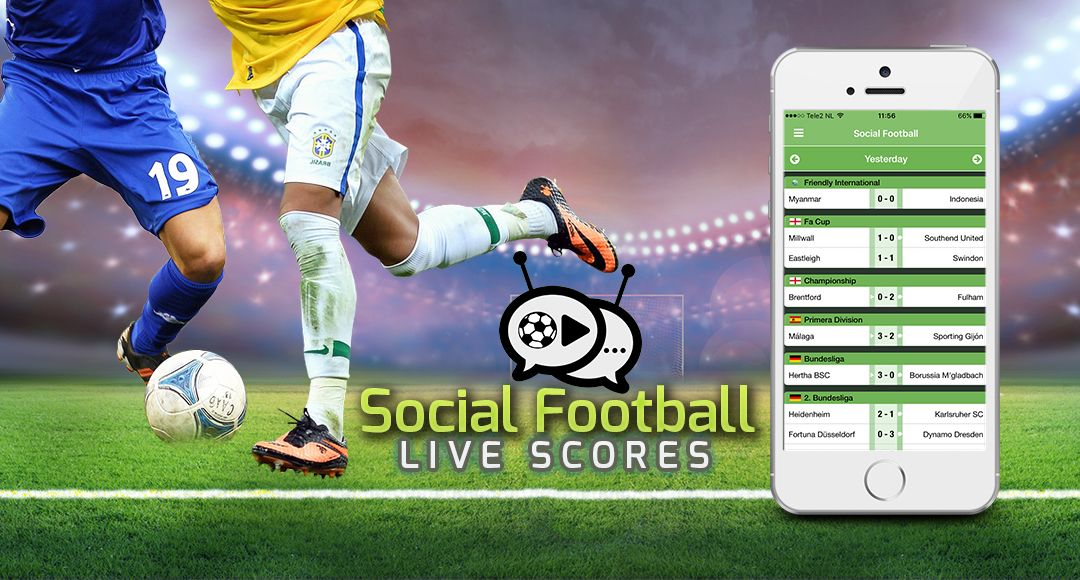 19
BRASIL
Social Football
LIVE SCORES
Tele2 NL 11:56 66%
Social Football
Yesterday
Friendly International
Myanmar 0 - 0 Indonesia
Fa Cup
Millwall 1 - 0 Southend United
Eastleigh 1 - 1 Swindon
Championship
Brentford 0 - 2 Fulham
Primera Division
Málaga 3 - 2 Sporting Gijón
Bundesliga
Hertha BSC 3 - 0 Borussia M'gladbach
2. Bundesliga
Heidenheim 2 - 1 Karlsruher SC
Fortuna Düsseldorf 0 - 3 Dynamo Dresden